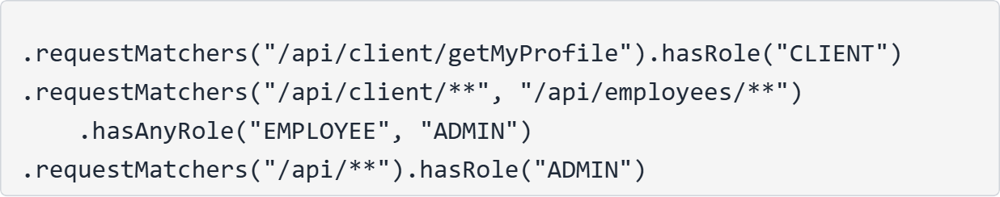 .requestMatchers("/api/client/getMyProfile").hasRole("CLIENT")
.requestMatchers("/api/client/**", "/api/employees/**")
    .hasAnyRole("EMPLOYEE", "ADMIN")
.requestMatchers("/api/**").hasRole("ADMIN")